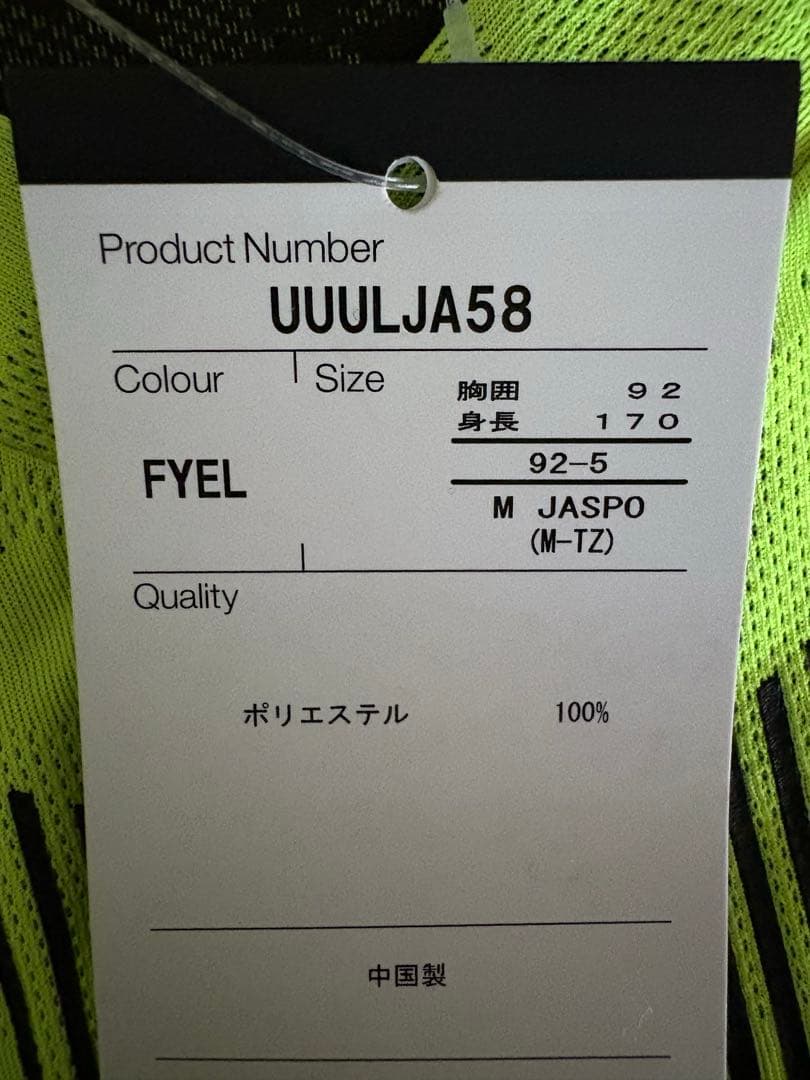 Product Number
UUULJA58
Colour
Size
胸囲 92
身長 170
92-5
FYEL
M JASPO
(M-TZ)
Quality
ポリエステル 100%
中国製